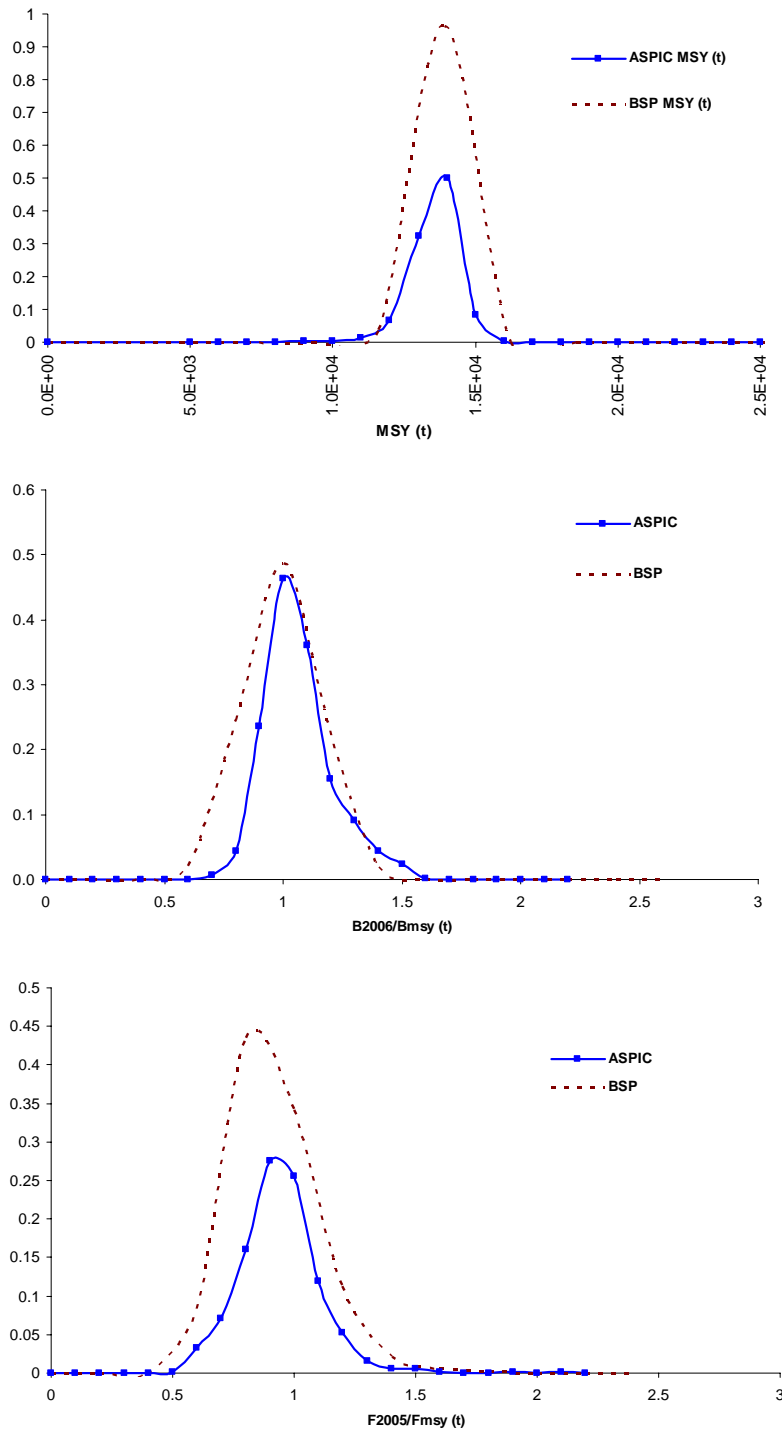 1
0.9
0.8
0.7
0.6
0.5
0.4
0.3
0.2
0.1
0
ASPIC MSY (t)
BSP MSY (t)
0.0E+00
5.0E+03
1.0E+04
1.5E+04
2.0E+04
2.5E+04
MSY (t)
0.6
0.5
0.4
0.3
0.2
0.1
0.0
ASPIC
BSP
0 0.5 1 1.5 2 2.5 3
B2006/Bmsy (t)
0.5
0.45
0.4
0.35
0.3
0.25
0.2
0.15
0.1
0.05
0
ASPIC
BSP
0 0.5 1 1.5 2 2.5 3
F2005/Fmsy (t)